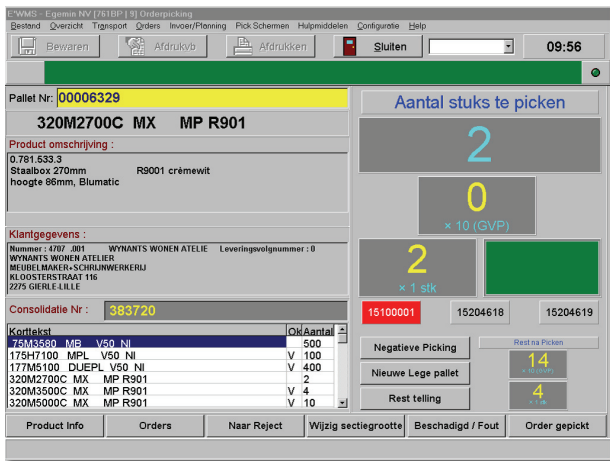 E'WMS - Egemin NV [761BP | 9] Orderpicking
Bestand Overzicht Transport Orders Invoer/Planning Pick Schermen Hulpmiddelen Configuratie Help
Bewaren Afdrukvb Afdrukken Sluiten 09:56
Pallet Nr: 00006329
320M2700C MX MP R901
Product omschrijving :
0.781.533.3
Staalbox 270mm R9001 crèmewit
hoogte 86mm, Blumatic
Klantgegevens :
Nummer : 4707 .001 WYNANTS WONEN ATELIE Leveringsvolgnummer : 0
WYNANTS WONEN ATELIER
MEUBELMAKER+SCHRIJNWERKERIJ
KLOOSTERSTRAAT 116
2275 GIERLE-LILLE
Consolidatie Nr : 383720
Korttekst Ok Aantal
75M3580 MB V50 NI 500
175H7100 MPL V50 NI V 100
177M5100 DUEPL V50 NI V 400
320M2700C MX MP R901 2
320M3500C MX MP R901 V 4
320M5000C MX MP R901 V 10
Aantal stuks te picken
2
0
× 10 (GVP)
2
× 1 stk
15100001 15204618 15204619
Negatieve Picking
Nieuwe Lege pallet
Rest telling
Rest na Picken
14
× 10 (GVP)
4
× 1 stk
Product Info Orders Naar Reject Wijzig sectiegrootte Beschadigd / Fout Order gepickt